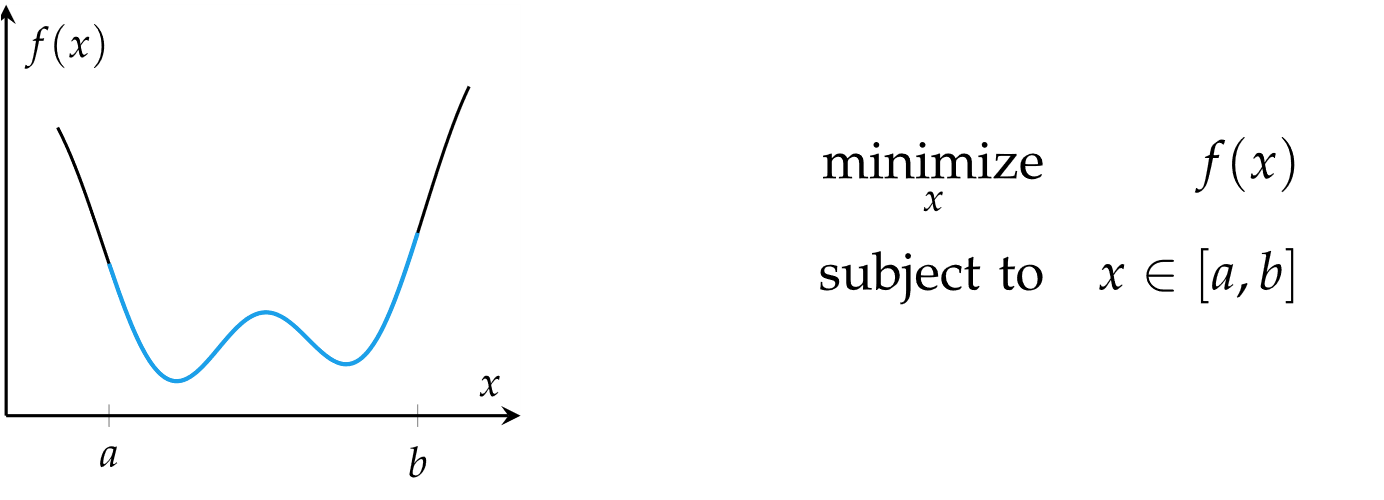 f(x)
x
a
b
minimize f(x)
x
subject to x ∈ [a, b]